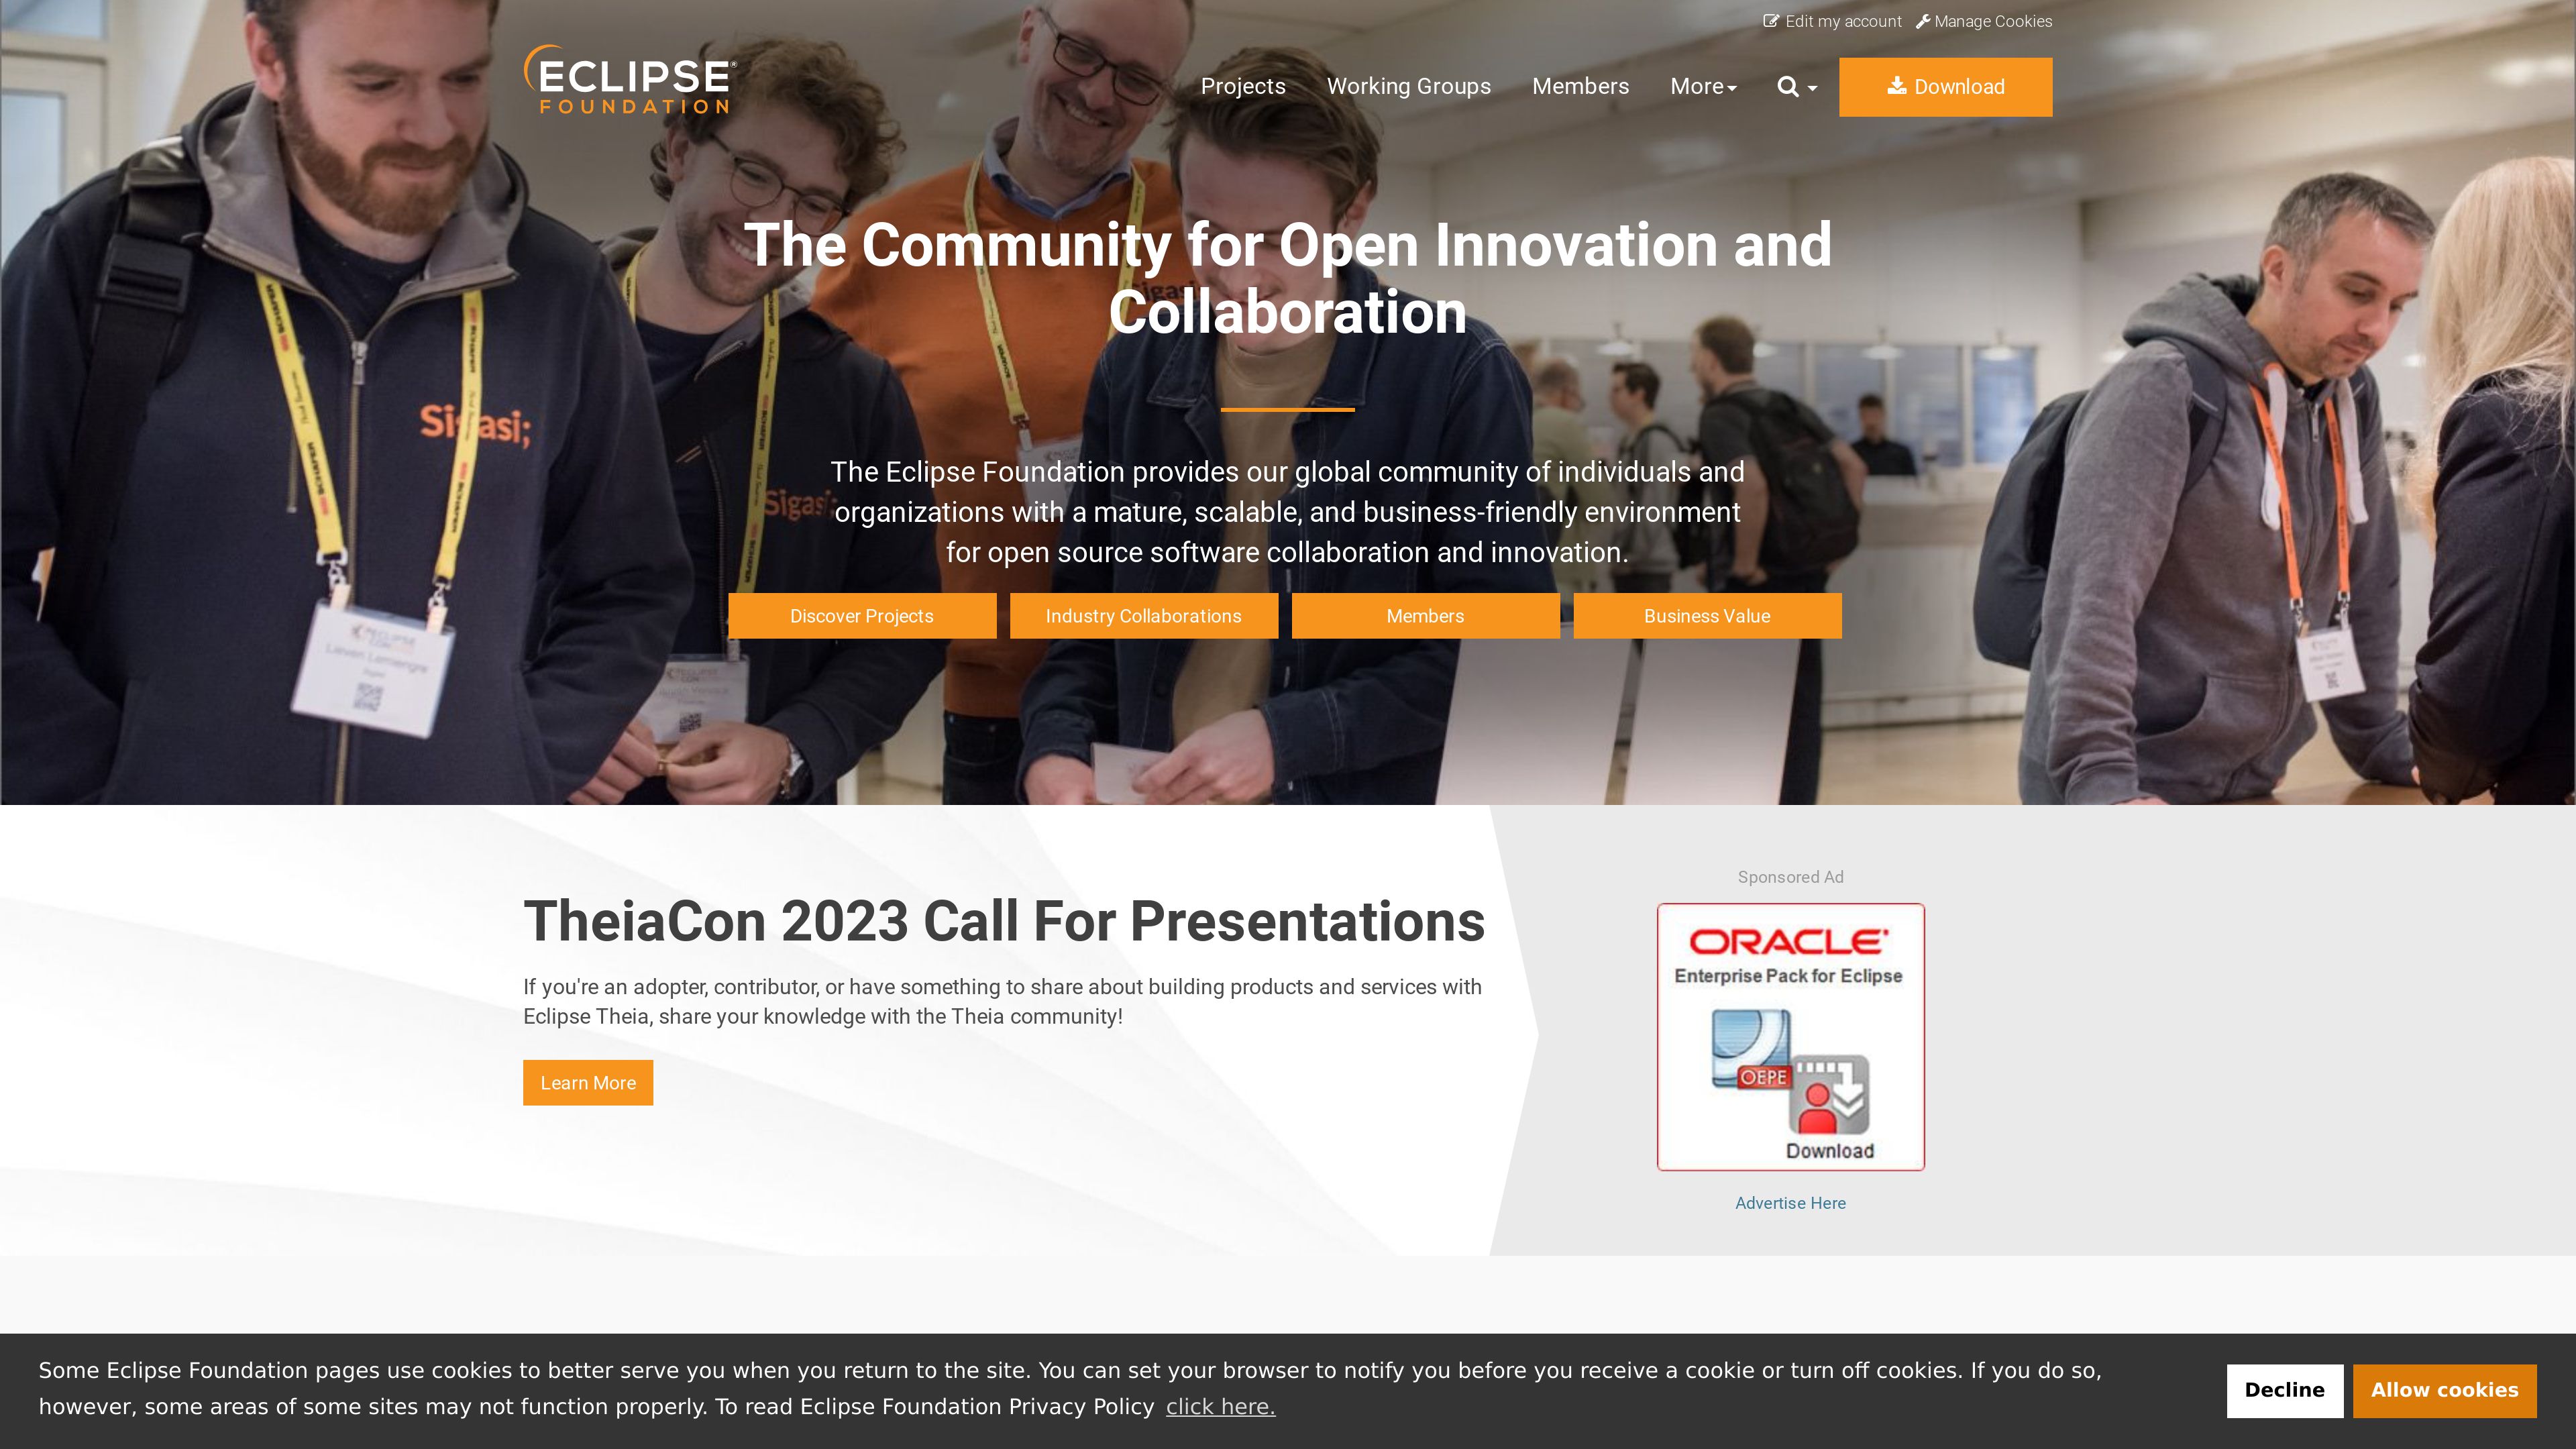 Edit my account Manage Cookies
ECLIPSE®
FOUNDATION
Projects Working Groups Members More Download
The Community for Open Innovation and
Collaboration
Sigasi;
Sigasi;
The Eclipse Foundation provides our global community of individuals and
organizations with a mature, scalable, and business-friendly environment
for open source software collaboration and innovation.
Discover Projects Industry Collaborations Members Business Value
Sponsored Ad
TheiaCon 2023 Call For Presentations
If you're an adopter, contributor, or have something to share about building products and services with
Eclipse Theia, share your knowledge with the Theia community!
Learn More
ORACLE
Enterprise Pack for Eclipse
OEPE
Download
Advertise Here
Some Eclipse Foundation pages use cookies to better serve you when you return to the site. You can set your browser to notify you before you receive a cookie or turn off cookies. If you do so,
however, some areas of some sites may not function properly. To read Eclipse Foundation Privacy Policy click here.
Decline Allow cookies